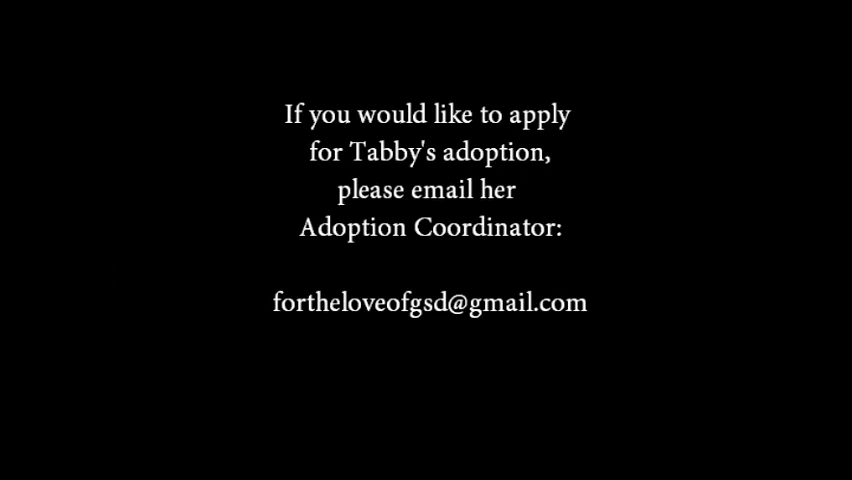 If you would like to apply
for Tabby's adoption,
please email her
Adoption Coordinator:
fortheloveofgsd@gmail.com